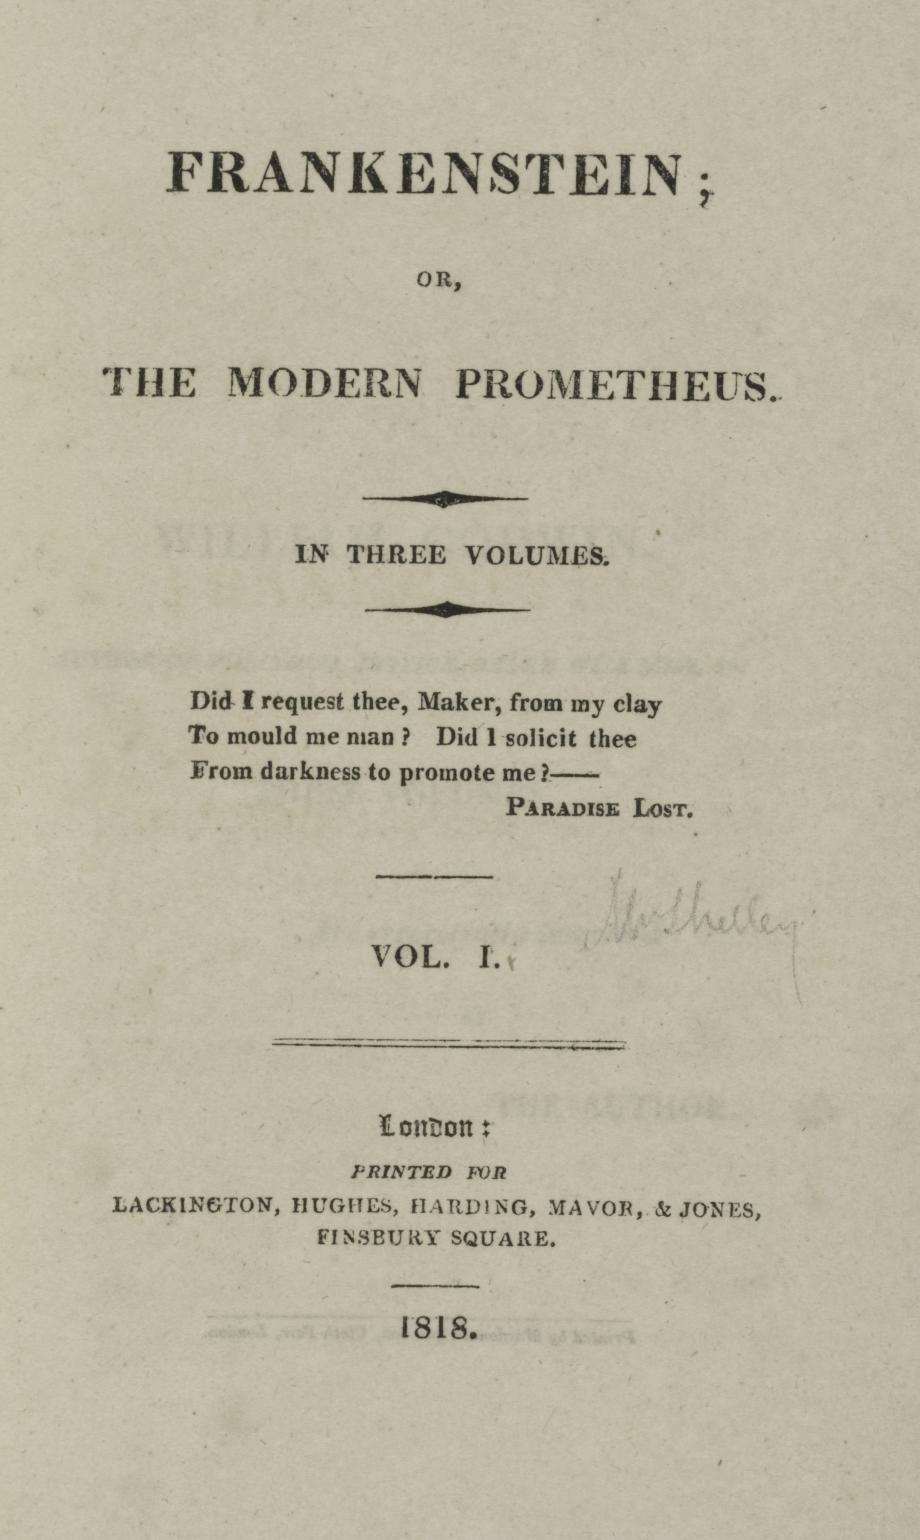 FRANKENSTEIN;
OR,
THE MODERN PROMETHEUS.
IN THREE VOLUMES.
Did I request thee, Maker, from my clay
To mould me man? Did I solicit thee
From darkness to promote me?——
PARADISE LOST.
Shelley
VOL. I.
London:
PRINTED FOR
LACKINGTON, HUGHES, HARDING, MAVOR, & JONES,
FINSBURY SQUARE.
1818.